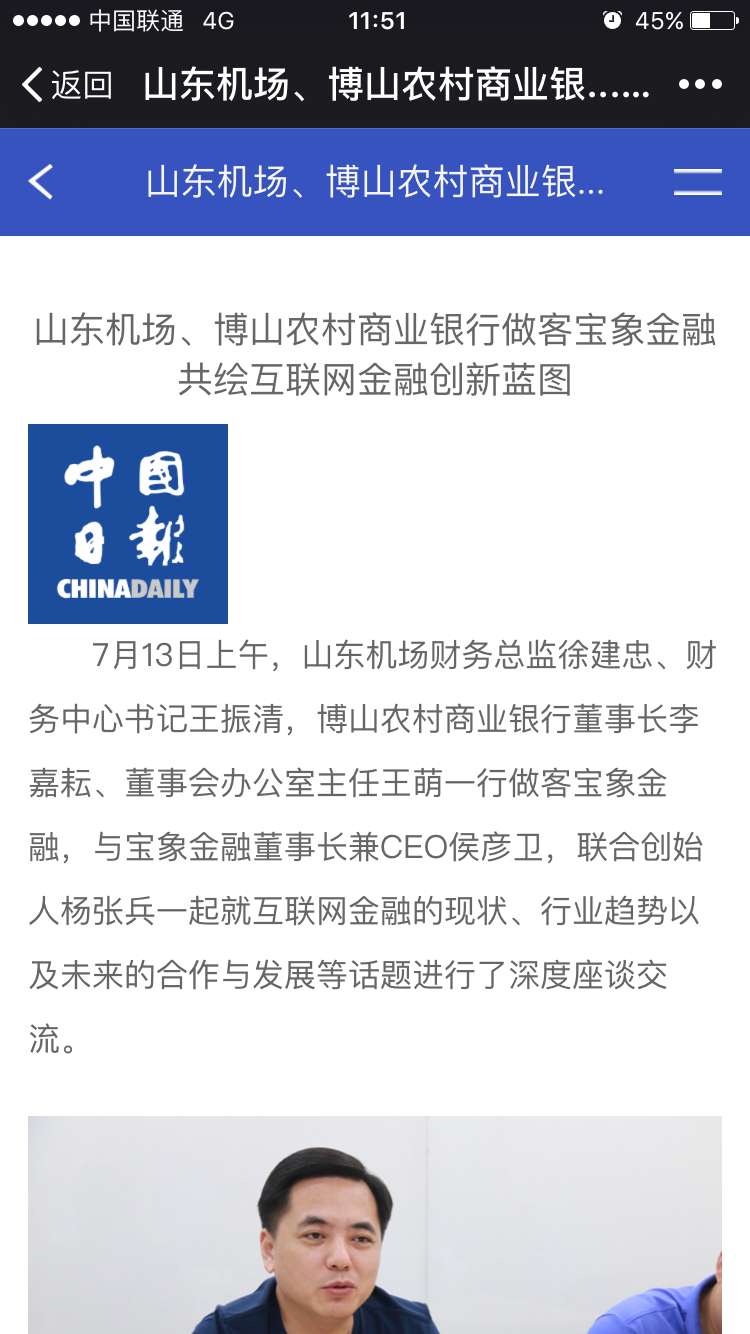 中国联通 4G 11:51 45%
返回 山东机场、博山农村商业银......
山东机场、博山农村商业银...
山东机场、博山农村商业银行做客宝象金融
共绘互联网金融创新蓝图
中國
日報
CHINADAILY
7月13日上午，山东机场财务总监徐建忠、财
务中心书记王振清，博山农村商业银行董事长李
嘉耘、董事会办公室主任王萌一行做客宝象金
融，与宝象金融董事长兼CEO侯彦卫，联合创始
人杨张兵一起就互联网金融的现状、行业趋势以
及未来的合作与发展等话题进行了深度座谈交
流。